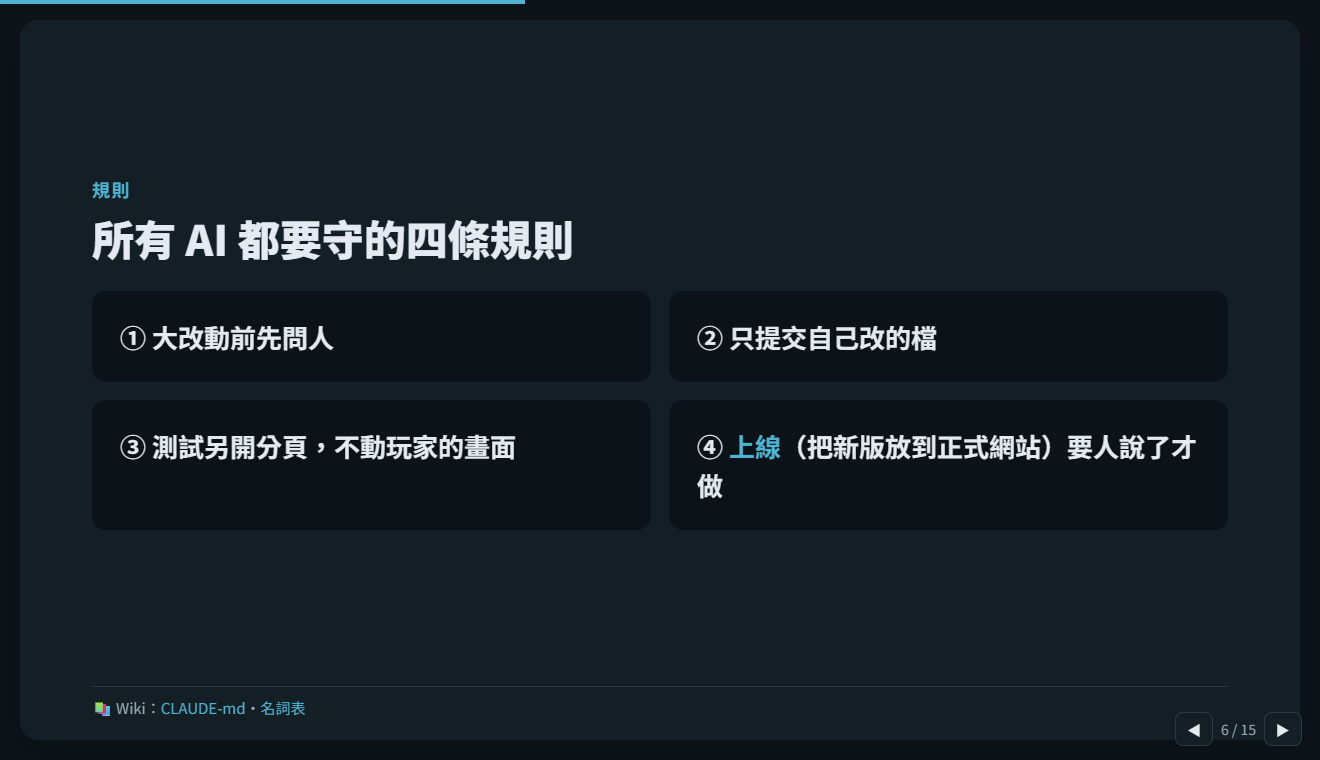 規則
所有 AI 都要守的四條規則
① 大改動前先問人
② 只提交自己改的檔
③ 測試另開分頁，不動玩家的畫面
④ 上線（把新版放到正式網站）要人說了才
做
Wiki：CLAUDE-md・名詞表
◀ 6 / 15 ▶